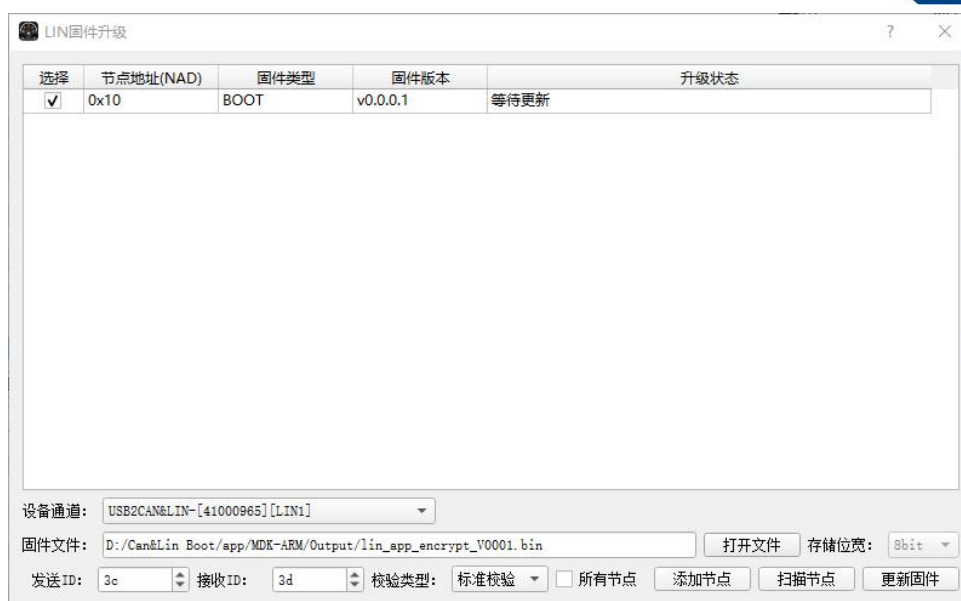 LIN固件升级 ?
选择 节点地址(NAD) 固件类型 固件版本 升级状态
0x10 BOOT v0.0.0.1 等待更新
设备通道: USB2CAN&LIN-[41000965][LIN1]
固件文件: D:/Can&Lin Boot/app/MDK-ARM/Output/lin_app_encrypt_V0001.bin 打开文件 存储位宽: 8bit
发送ID: 3c 接收ID: 3d 校验类型: 标准校验 所有节点 添加节点 扫描节点 更新固件